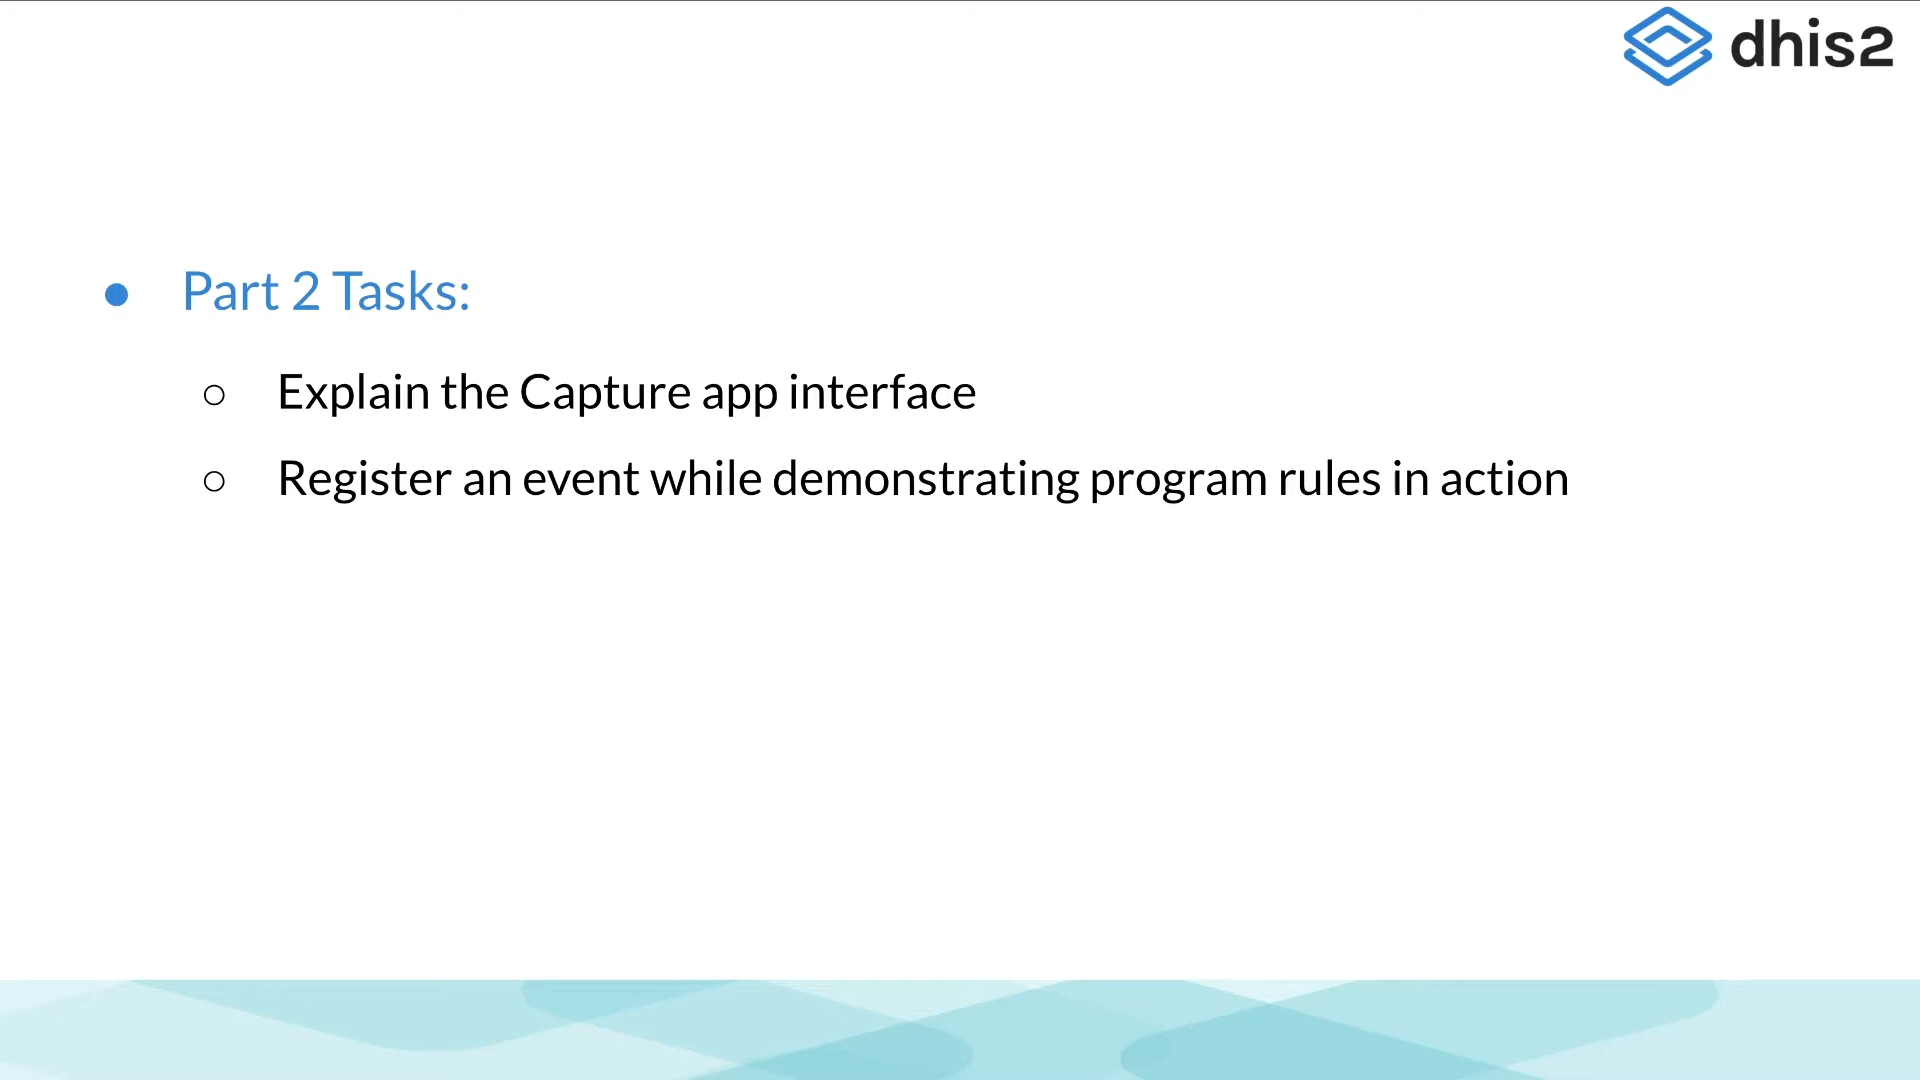 dhis2
● Part 2 Tasks:
○ Explain the Capture app interface
○ Register an event while demonstrating program rules in action